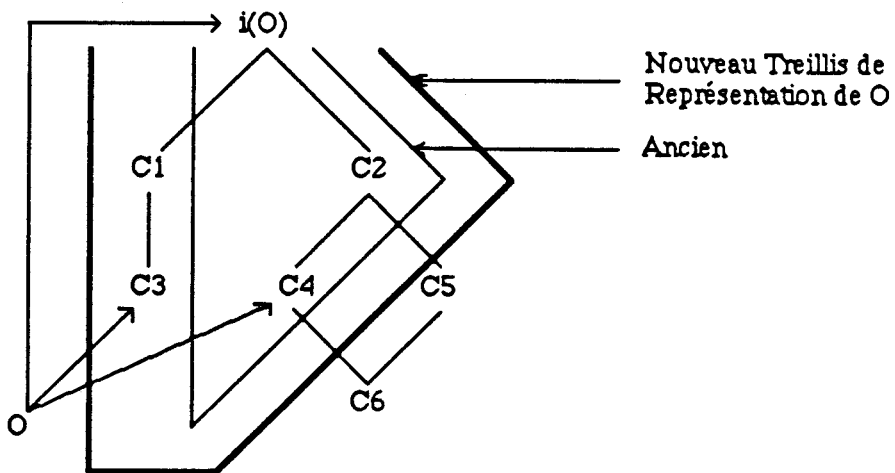 i(O)
Nouveau Treillis de
Représentation de O
Ancien
C1
C2
C3
C4
C5
C6
O